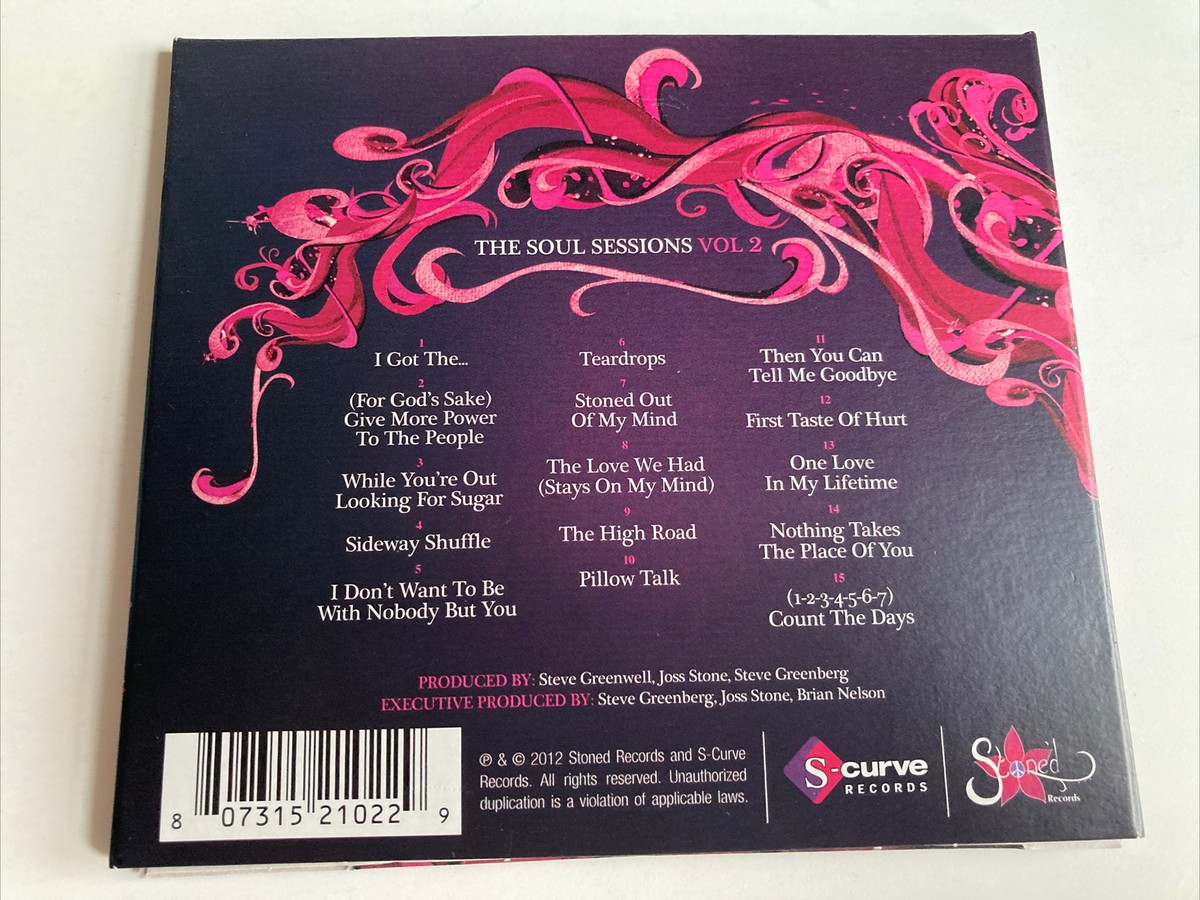 THE SOUL SESSIONS VOL 2
1
I Got The...
2
(For God's Sake)
Give More Power
To The People
3
While You're Out
Looking For Sugar
4
Sideway Shuffle
5
I Don't Want To Be
With Nobody But You
6
Teardrops
7
Stoned Out
Of My Mind
8
The Love We Had
(Stays On My Mind)
9
The High Road
10
Pillow Talk
11
Then You Can
Tell Me Goodbye
12
First Taste Of Hurt
13
One Love
In My Lifetime
14
Nothing Takes
The Place Of You
15
(1-2-3-4-5-6-7)
Count The Days
PRODUCED BY: Steve Greenwell, Joss Stone, Steve Greenberg
EXECUTIVE PRODUCED BY: Steve Greenberg, Joss Stone, Brian Nelson
8 07315 21022 9
℗ & © 2012 Stoned Records and S-Curve
Records. All rights reserved. Unauthorized
duplication is a violation of applicable laws.
S-curve
RECORDS
Stone'd
Records